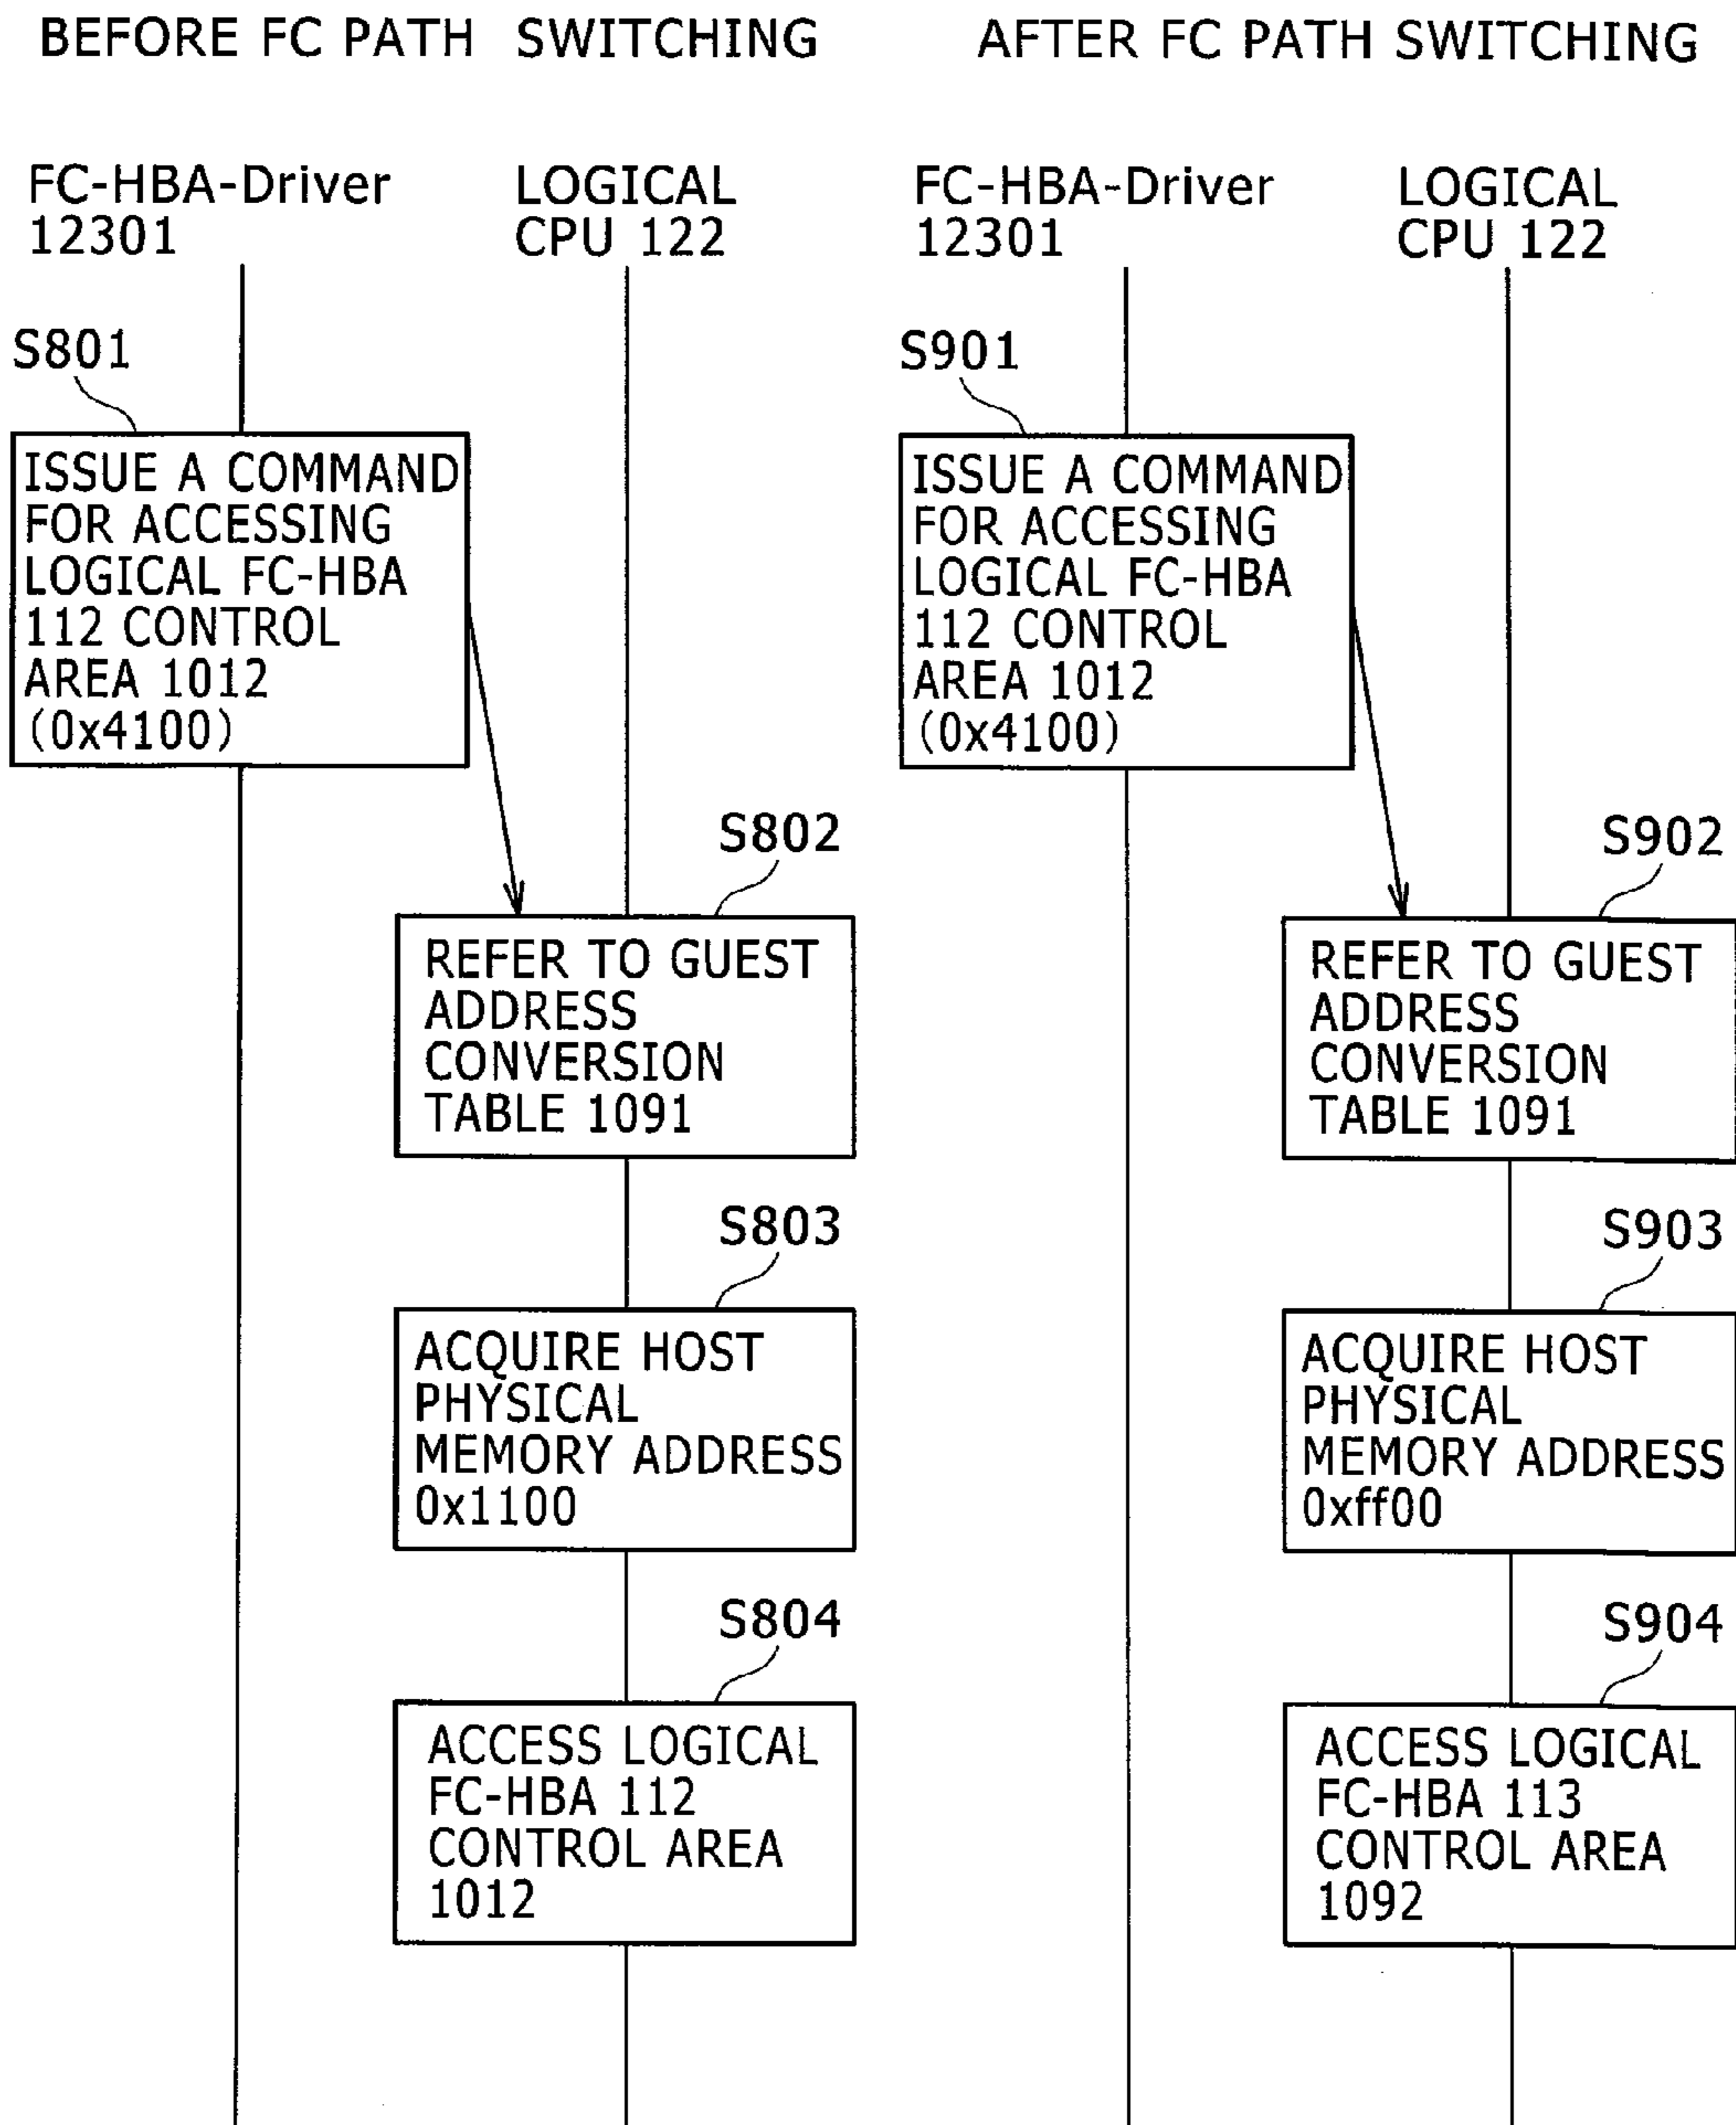 BEFORE FC PATH SWITCHING
FC-HBA-Driver
12301
LOGICAL
CPU 122
S801
ISSUE A COMMAND
FOR ACCESSING
LOGICAL FC-HBA
112 CONTROL
AREA 1012
(0x4100)
S802
REFER TO GUEST
ADDRESS
CONVERSION
TABLE 1091
S803
ACQUIRE HOST
PHYSICAL
MEMORY ADDRESS
0x1100
S804
ACCESS LOGICAL
FC-HBA 112
CONTROL AREA
1012
AFTER FC PATH SWITCHING
FC-HBA-Driver
12301
LOGICAL
CPU 122
S901
ISSUE A COMMAND
FOR ACCESSING
LOGICAL FC-HBA
112 CONTROL
AREA 1012
(0x4100)
S902
REFER TO GUEST
ADDRESS
CONVERSION
TABLE 1091
S903
ACQUIRE HOST
PHYSICAL
MEMORY ADDRESS
0xff00
S904
ACCESS LOGICAL
FC-HBA 113
CONTROL AREA
1092